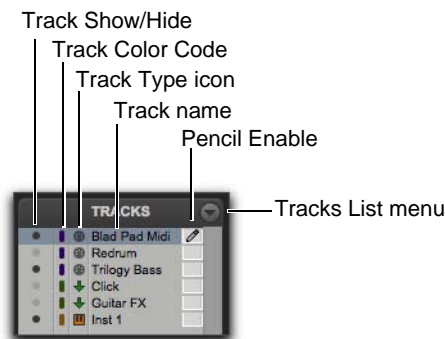 Track Show/Hide
Track Color Code
Track Type icon
Track name
Pencil Enable
TRACKS
Tracks List menu
Blad Pad Midi
Redrum
Trilogy Bass
Click
Guitar FX
Inst 1